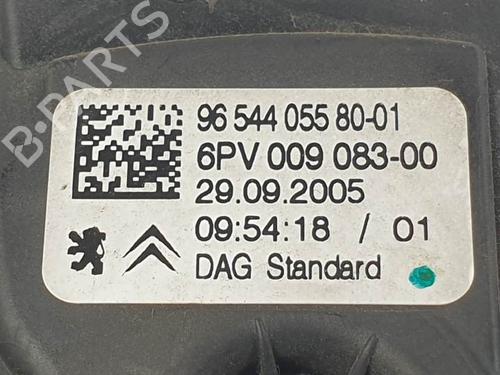 96 544 055 80-01
6PV 009 083-00
29.09.2005
09:54:18 / 01
DAG Standard
B-PARTS